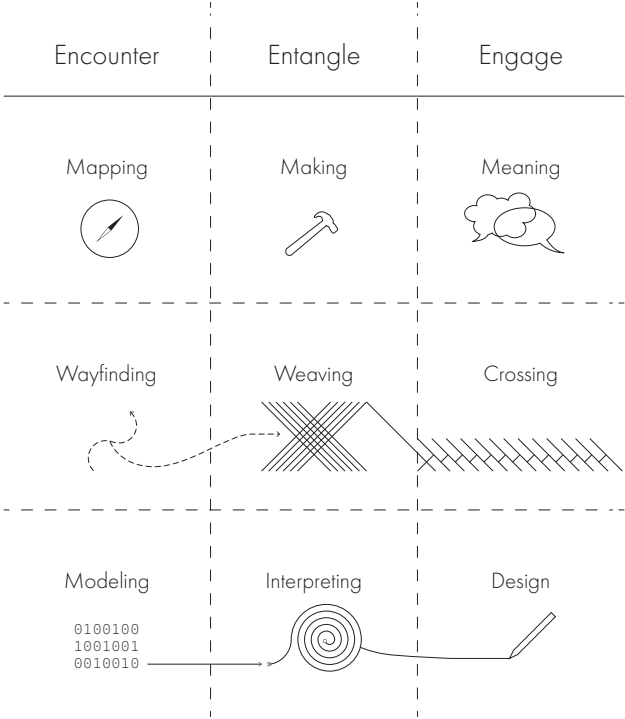 Encounter Entangle Engage
Mapping Making Meaning
Wayfinding Weaving Crossing
Modeling Interpreting Design
0100100
1001001
0010010